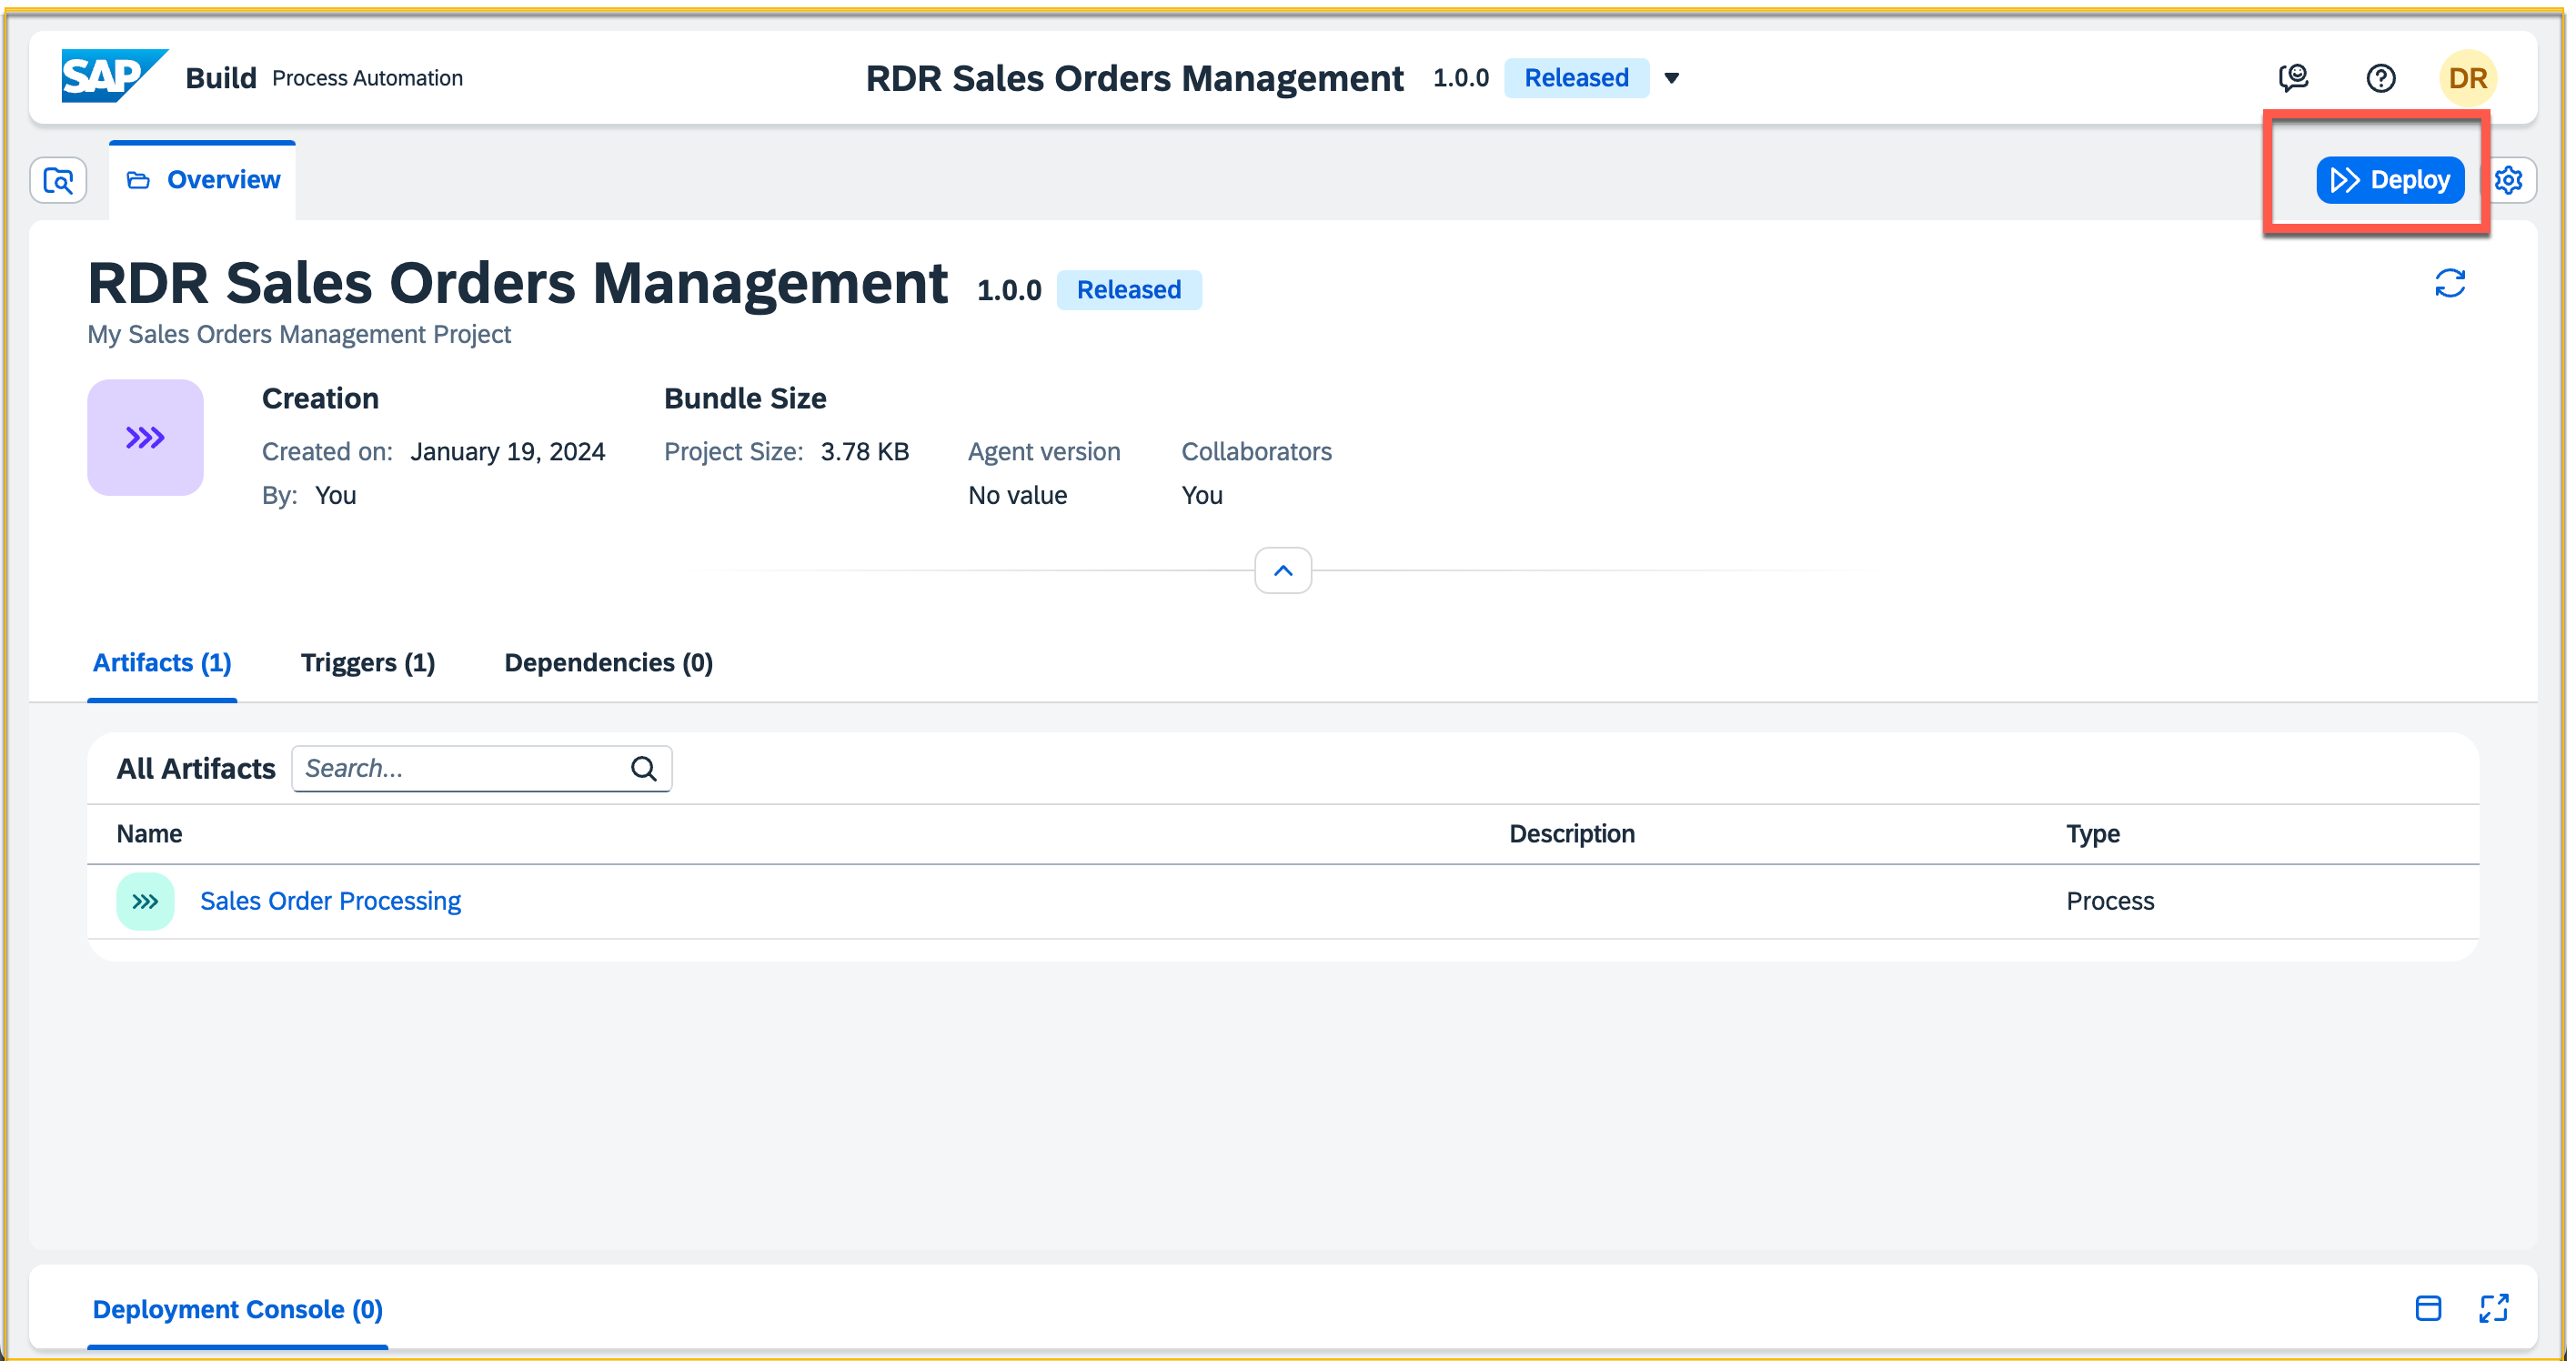 SAP Build Process Automation RDR Sales Orders Management 1.0.0 Released DR
Overview Deploy
RDR Sales Orders Management 1.0.0 Released
My Sales Orders Management Project
Creation Bundle Size
Created on: January 19, 2024 Project Size: 3.78 KB Agent version Collaborators
By: You No value You
Artifacts (1) Triggers (1) Dependencies (0)
All Artifacts Search...
Name Description Type
Sales Order Processing Process
Deployment Console (0)